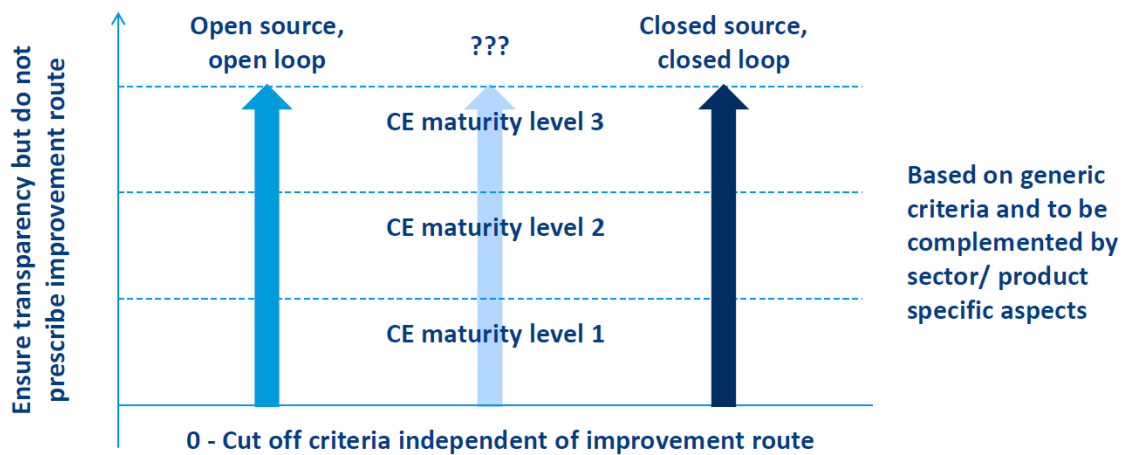 Ensure transparency but do not
prescribe improvement route
Open source,
open loop
???
Closed source,
closed loop
CE maturity level 3
CE maturity level 2
CE maturity level 1
Based on generic
criteria and to be
complemented by
sector/ product
specific aspects
0 - Cut off criteria independent of improvement route